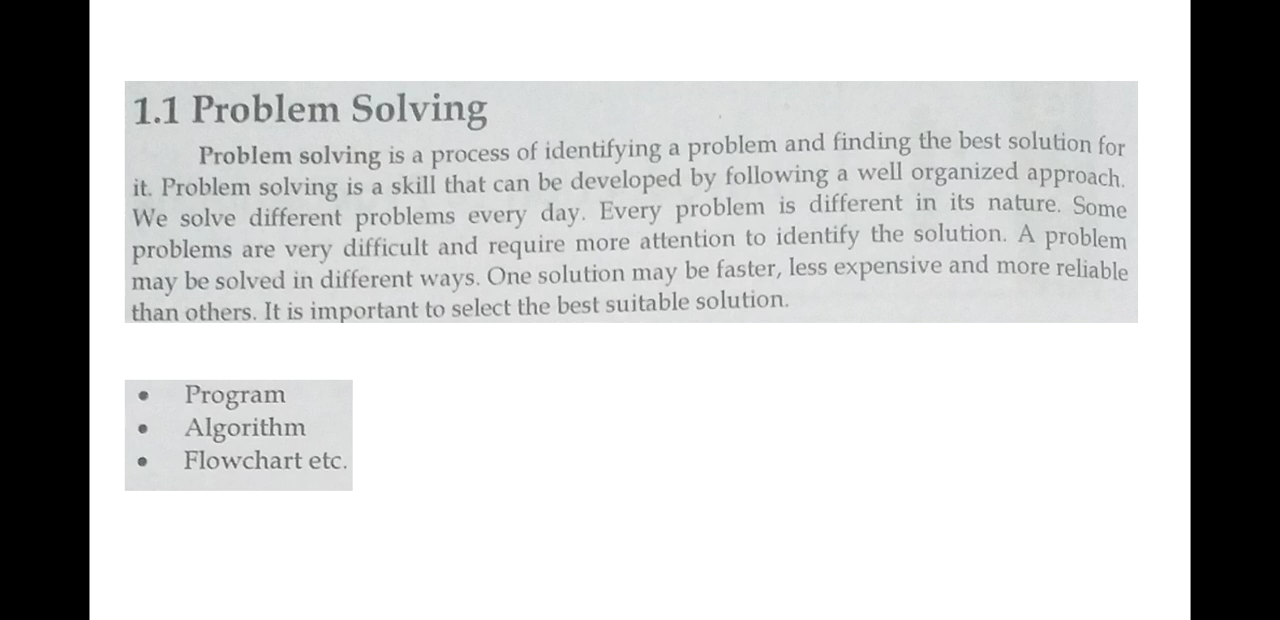 1.1 Problem Solving
Problem solving is a process of identifying a problem and finding the best solution for
it. Problem solving is a skill that can be developed by following a well organized approach.
We solve different problems every day. Every problem is different in its nature. Some
problems are very difficult and require more attention to identify the solution. A problem
may be solved in different ways. One solution may be faster, less expensive and more reliable
than others. It is important to select the best suitable solution.
• Program
• Algorithm
• Flowchart etc.